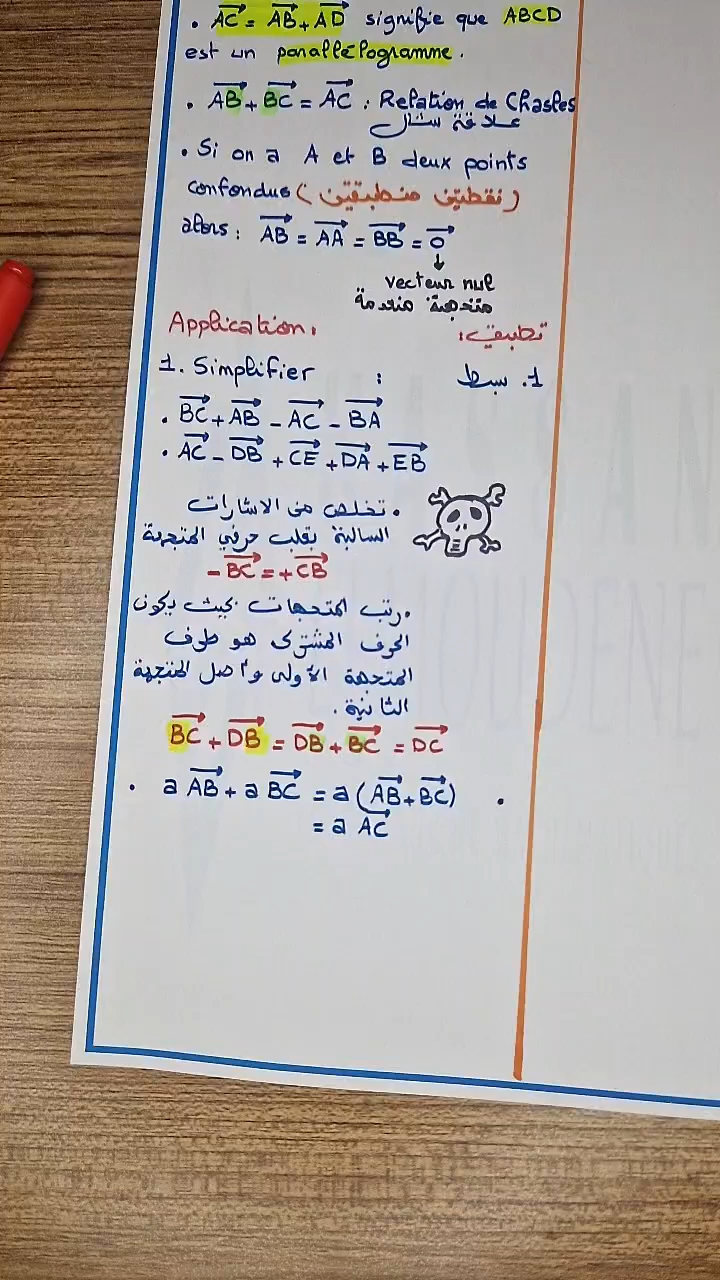 . AC = AB + AD signifie que ABCD
est un parallélogramme.
. AB + BC = AC : Relation de Chasles
علاقة شال
. Si on a A et B deux points
confondus (نقطتين منطبقتين)
alors : AB = AA = BB = 0
↓
vecteur nul
متجهة منعدمة
Application : تطبيق :
1. Simplifier : 1. بسط
. BC + AB - AC - BA
. AC - DB + CE + DA + EB
. تخلص من الاشارات
السالبة بقلب حرفي المتجهة
-BC = +CB
. رتب المتجهات بحيث يكون
الحرف المشترك هو طرف
المتجهة الأولى وأصل المتجهة
الثانية .
BC + DB = DB + BC = DC
. a AB + a BC = a (AB + BC) .
= a AC